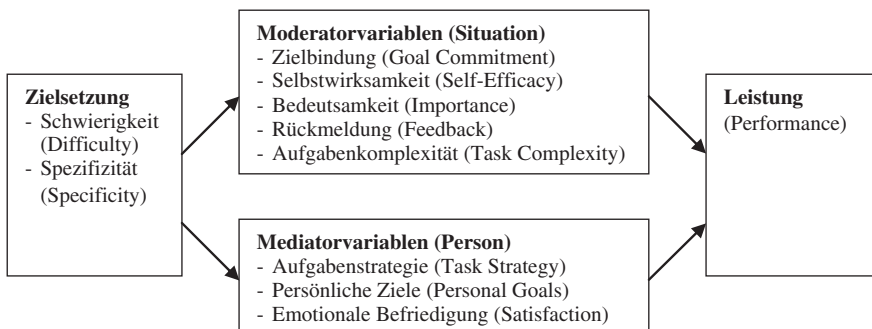 Zielsetzung
- Schwierigkeit
(Difficulty)
- Spezifizität
(Specificity)
Moderatorvariablen (Situation)
- Zielbindung (Goal Commitment)
- Selbstwirksamkeit (Self-Efficacy)
- Bedeutsamkeit (Importance)
- Rückmeldung (Feedback)
- Aufgabenkomplexität (Task Complexity)
Mediatorvariablen (Person)
- Aufgabenstrategie (Task Strategy)
- Persönliche Ziele (Personal Goals)
- Emotionale Befriedigung (Satisfaction)
Leistung
(Performance)